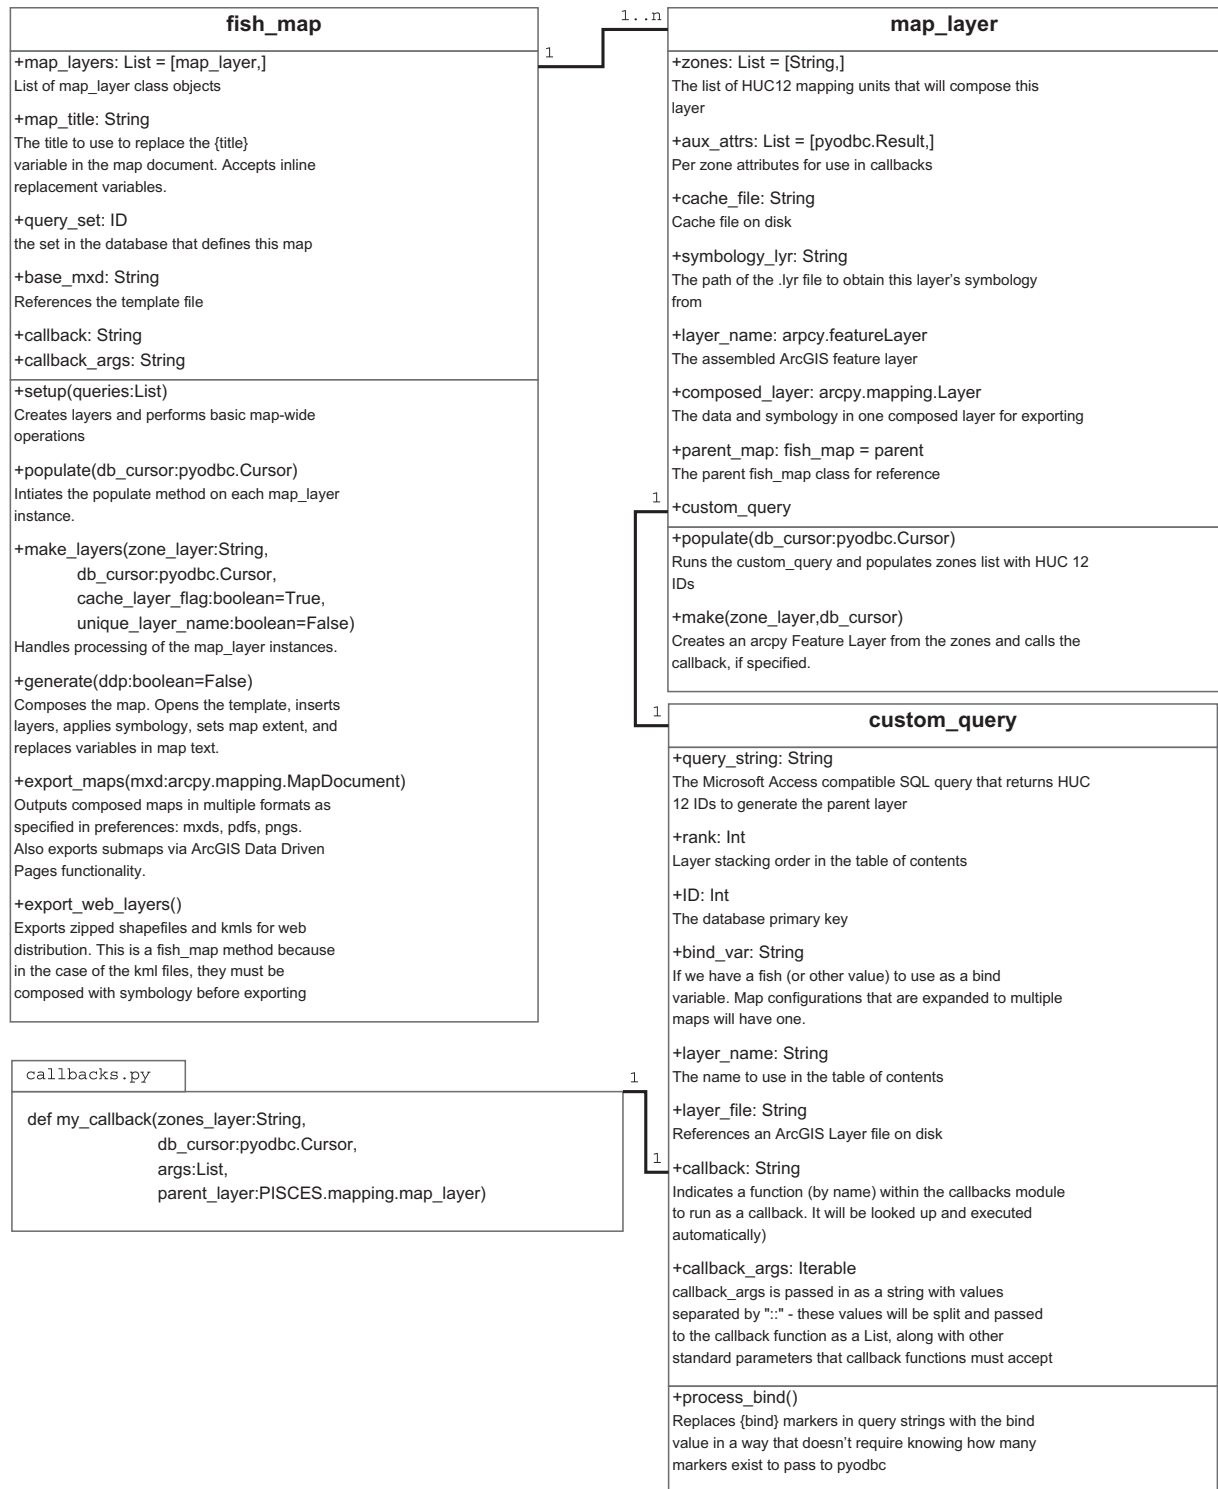 fish_map
+map_layers: List = [map_layer,]
List of map_layer class objects
+map_title: String
The title to use to replace the {title}
variable in the map document. Accepts inline
replacement variables.
+query_set: ID
the set in the database that defines this map
+base_mxd: String
References the template file
+callback: String
+callback_args: String
+setup(queries:List)
Creates layers and performs basic map-wide
operations
+populate(db_cursor:pyodbc.Cursor)
Intiates the populate method on each map_layer
instance.
+make_layers(zone_layer:String,
db_cursor:pyodbc.Cursor,
cache_layer_flag:boolean=True,
unique_layer_name:boolean=False)
Handles processing of the map_layer instances.
+generate(ddp:boolean=False)
Composes the map. Opens the template, inserts
layers, applies symbology, sets map extent, and
replaces variables in map text.
+export_maps(mxd:arcpy.mapping.MapDocument)
Outputs composed maps in multiple formats as
specified in preferences: mxds, pdfs, pngs.
Also exports submaps via ArcGIS Data Driven
Pages functionality.
+export_web_layers()
Exports zipped shapefiles and kmls for web
distribution. This is a fish_map method because
in the case of the kml files, they must be
composed with symbology before exporting
1
1..n
map_layer
+zones: List = [String,]
The list of HUC12 mapping units that will compose this
layer
+aux_attrs: List = [pyodbc.Result,]
Per zone attributes for use in callbacks
+cache_file: String
Cache file on disk
+symbology_lyr: String
The path of the .lyr file to obtain this layer’s symbology
from
+layer_name: arpcy.featureLayer
The assembled ArcGIS feature layer
+composed_layer: arcpy.mapping.Layer
The data and symbology in one composed layer for exporting
+parent_map: fish_map = parent
The parent fish_map class for reference
1
+custom_query
+populate(db_cursor:pyodbc.Cursor)
Runs the custom_query and populates zones list with HUC 12
IDs
+make(zone_layer,db_cursor)
Creates an arcpy Feature Layer from the zones and calls the
callback, if specified.
1
custom_query
+query_string: String
The Microsoft Access compatible SQL query that returns HUC
12 IDs to generate the parent layer
+rank: Int
Layer stacking order in the table of contents
+ID: Int
The database primary key
+bind_var: String
If we have a fish (or other value) to use as a bind
variable. Map configurations that are expanded to multiple
maps will have one.
+layer_name: String
The name to use in the table of contents
+layer_file: String
References an ArcGIS Layer file on disk
1
+callback: String
Indicates a function (by name) within the callbacks module
to run as a callback. It will be looked up and executed
automatically)
+callback_args: Iterable
callback_args is passed in as a string with values
separated by "::" - these values will be split and passed
to the callback function as a List, along with other
standard parameters that callback functions must accept
+process_bind()
Replaces {bind} markers in query strings with the bind
value in a way that doesn’t require knowing how many
markers exist to pass to pyodbc
callbacks.py
1
def my_callback(zones_layer:String,
db_cursor:pyodbc.Cursor,
args:List,
parent_layer:PISCES.mapping.map_layer)